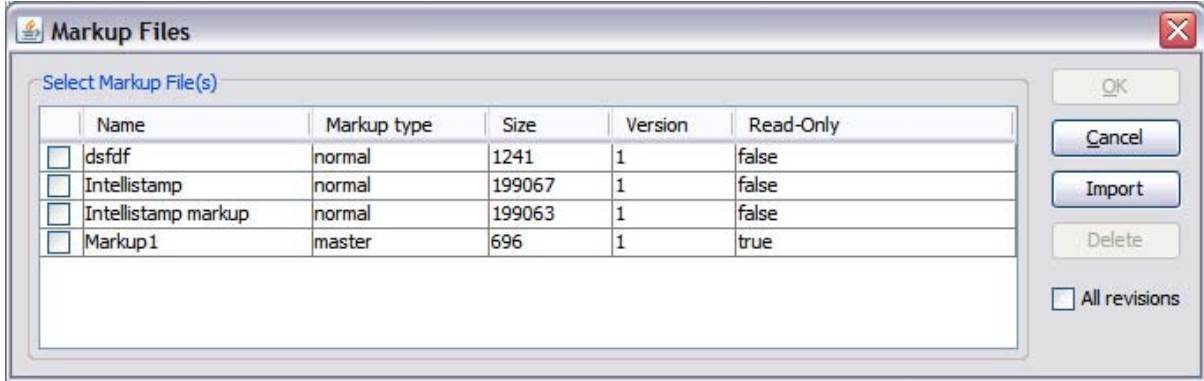 Markup Files
Select Markup File(s)
OK
Name Markup type Size Version Read-Only
Cancel
dsfdf normal 1241 1 false
Intellistamp normal 199067 1 false
Import
Intellistamp markup normal 199063 1 false
Markup1 master 696 1 true
Delete
All revisions